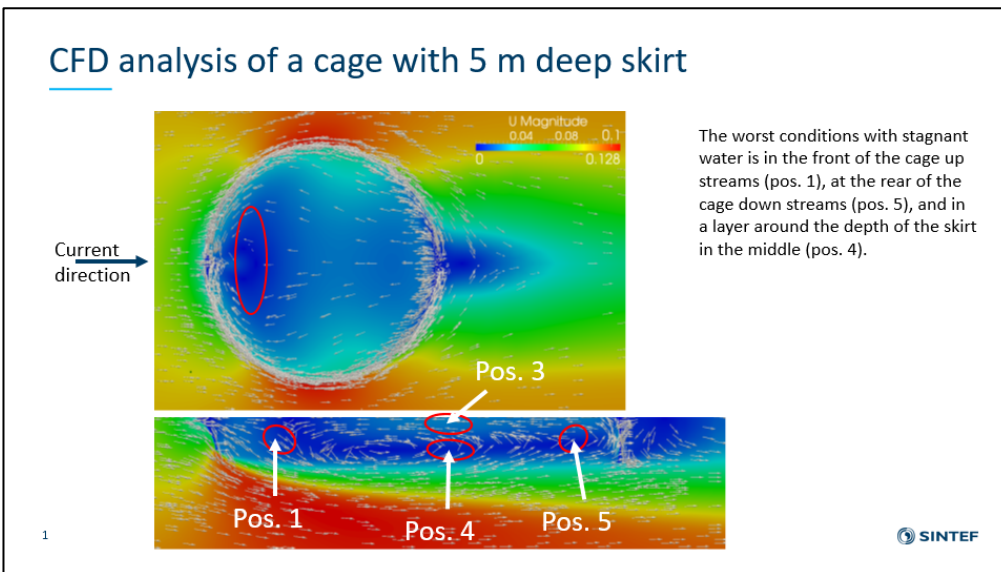 CFD analysis of a cage with 5 m deep skirt
U Magnitude
0.04 0.08 0.1
0 0.128
The worst conditions with stagnant
water is in the front of the cage up
streams (pos. 1), at the rear of the
cage down streams (pos. 5), and in
a layer around the depth of the skirt
in the middle (pos. 4).
Current
direction
Pos. 3
Pos. 1
Pos. 4
Pos. 5
1
SINTEF